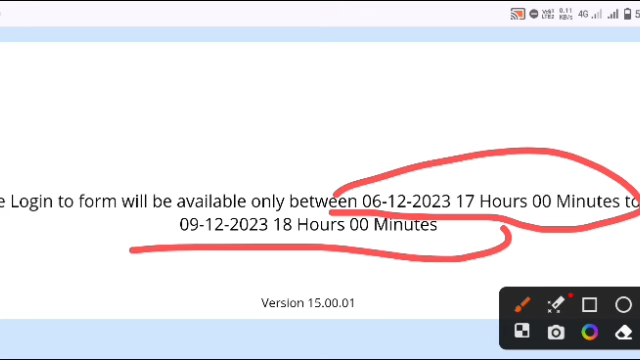 e Login to form will be available only between 06-12-2023 17 Hours 00 Minutes to
09-12-2023 18 Hours 00 Minutes
Version 15.00.01
4G